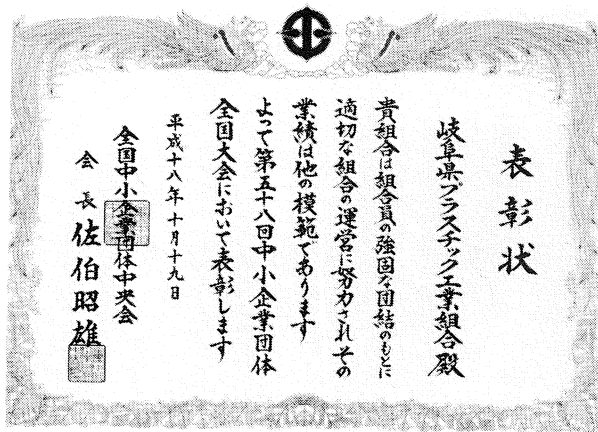 表彰状
岐阜県プラスチック工業組合殿
貴組合は組合員の強固な団結のもとに
適切な組合の運営に努力されその
業績は他の模範であります
よって第五十八回中小企業団体
全国大会において表彰します
平成十八年十月十九日
全国中小企業団体中央会
会長 佐伯昭雄